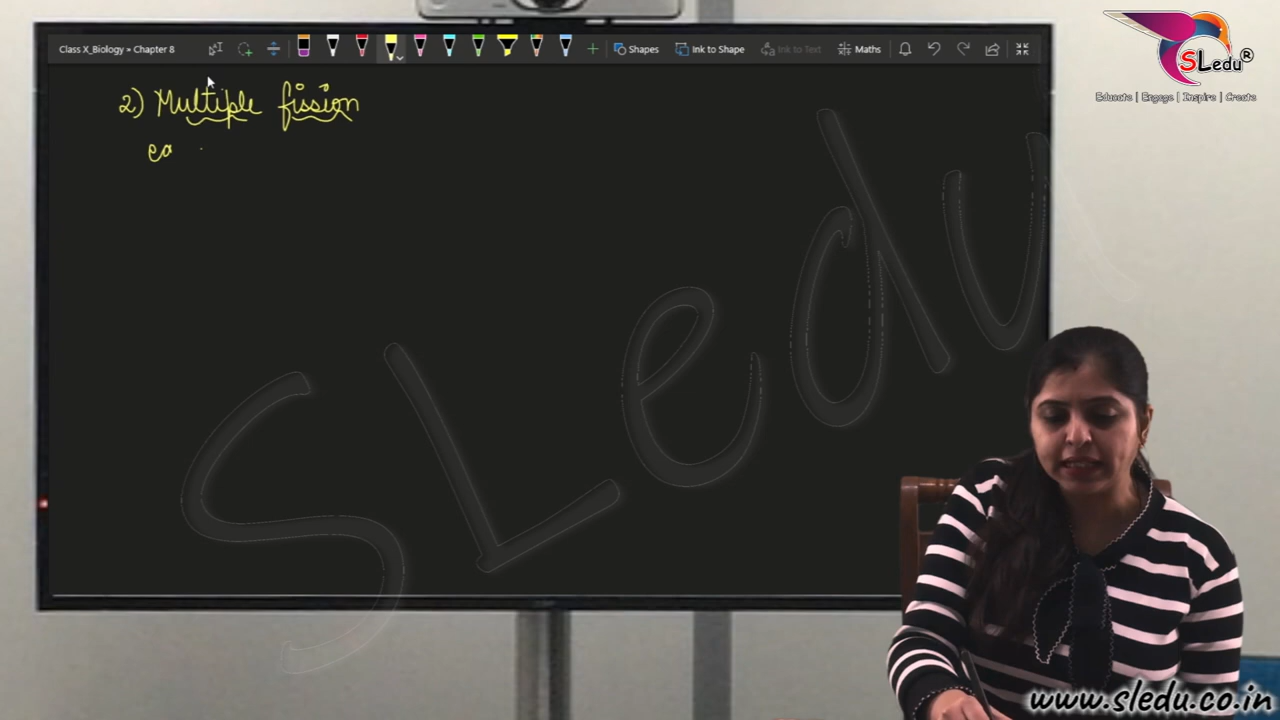 Class X_Biology » Chapter 8
Shapes
Ink to Shape
Ink to Text
Maths
SLedu®
Educate | Engage | Inspire | Create
2) Multiple fission
SLedu
www.sledu.co.in